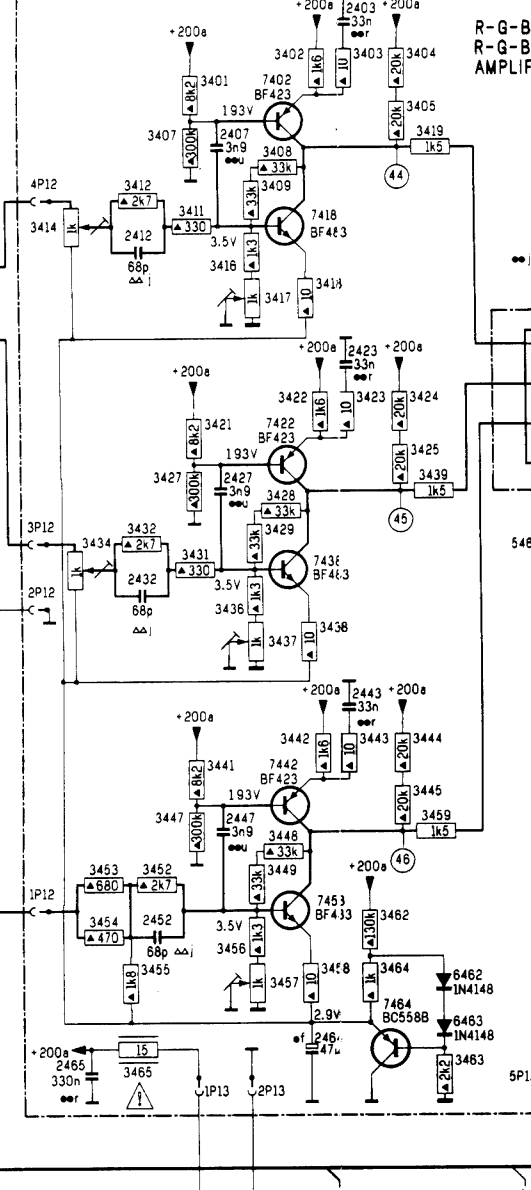 +200a
2403
33n
●●r
+200a
+200a
R-G-B
R-G-B
AMPLIF
3402
▲1k6
10
3403
▲20k
3404
3401
▲8k2
7402
BF423
193V
▲20k
3405
3407
▲300k
2407
3n9
●●u
3408
▲33k
3409
▲33k
3419
1k5
44
4P12
3412
▲2k7
3411
▲330
7418
3414
1k
2412
68p
△△j
3.5V
3416
▲1k3
3417
1k
▲10
+200a
+200a
2423
33n
●●r
+200a
3422
▲1k6
10
3423
▲20k
3424
3421
▲8k2
7422
BF423
193V
▲20k
3425
3427
▲300k
2427
3n9
●●u
3428
▲33k
3429
▲33k
3439
1k5
45
3P12
3432
▲2k7
3431
▲330
3434
1k
2432
68p
△△j
3.5V
3436
▲1k3
3437
1k
▲10
3438
2P12
546
+200a
+200a
2443
33n
●●r
+200a
3442
▲1k6
10
3443
▲20k
3444
3441
▲8k2
7442
BF423
193V
▲20k
3445
3447
▲300k
2447
3n9
●●u
3448
▲33k
3449
▲33k
3459
1k5
46
1P12
3453
▲680
3452
▲2k7
3454
▲470
2452
68p
△△j
3455
▲1k8
3.5V
3456
▲1k3
3457
1k
10
3458
+200a
▲130k
3462
▲1k
3464
6462
1N4148
6463
1N4148
7464
BC558B
2.9V
47µ
▲2k2
3463
+200a
15
3465
2465
330n
●●r
1P13
2P13
5P1